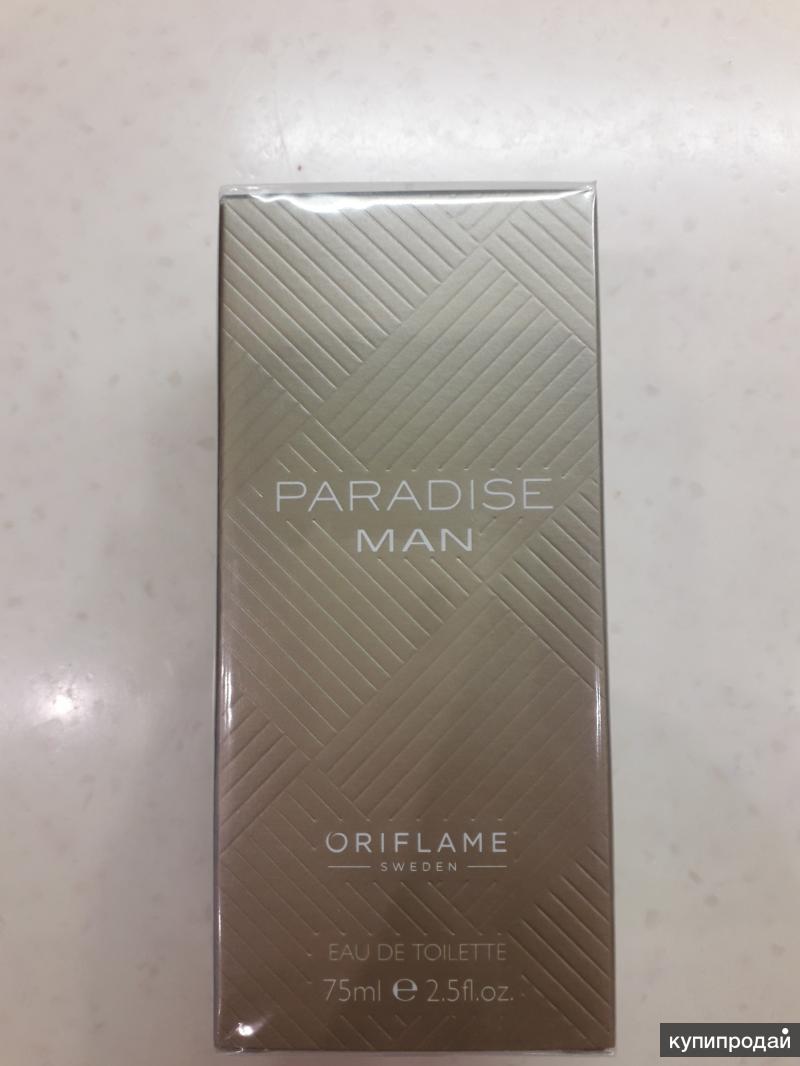 PARADISE
MAN
ORIFLAME
SWEDEN
EAU DE TOILETTE
75ml ℮ 2.5fl.oz.
купипродай